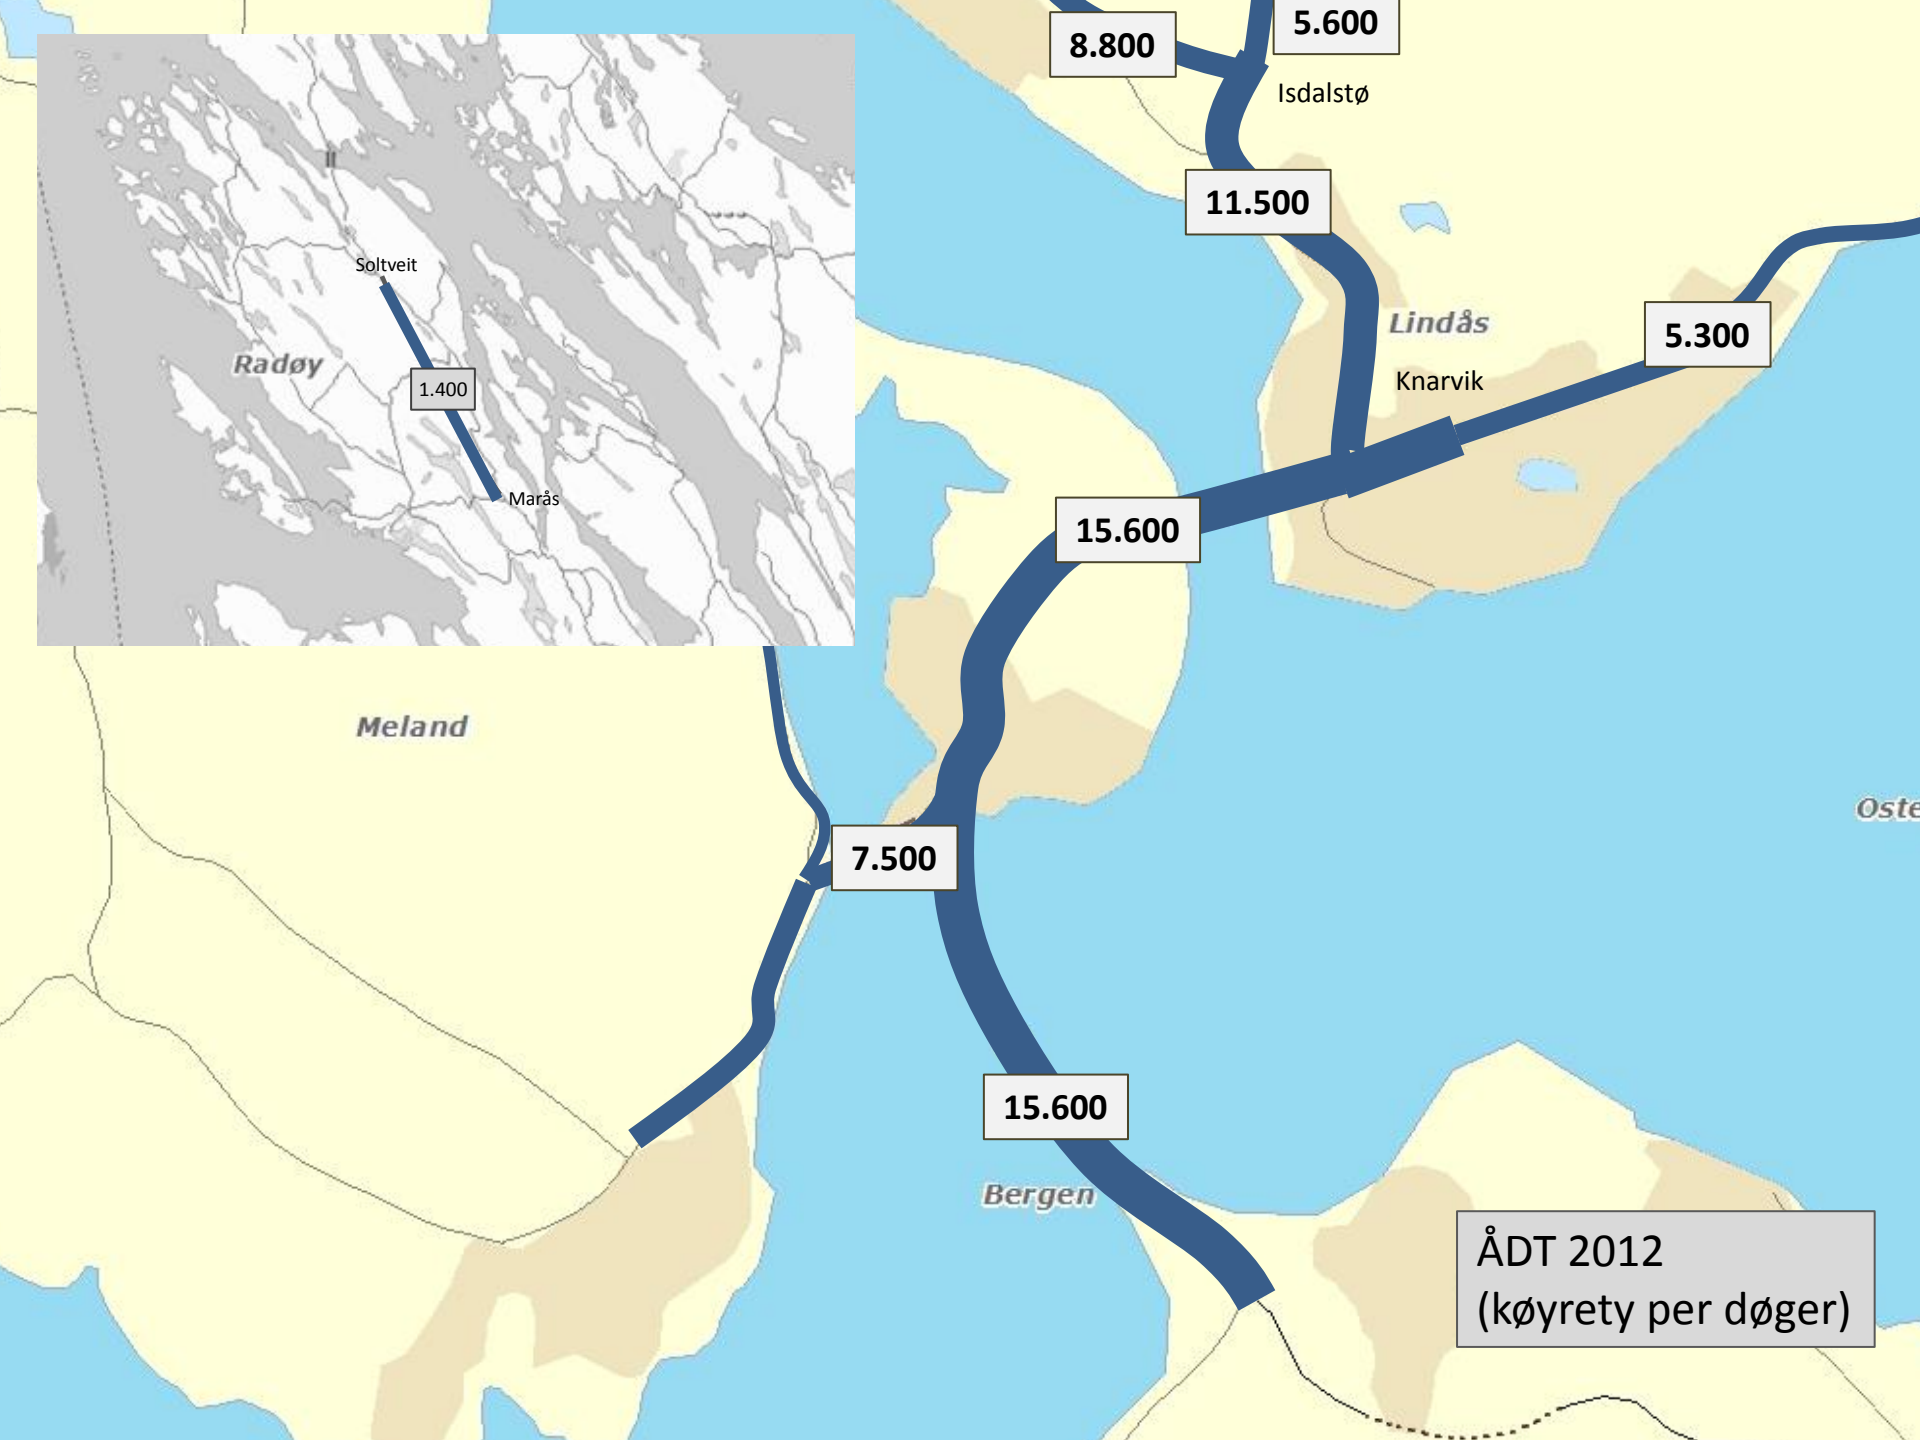 5.600
8.800
Isdalstø
11.500
Soltveit
Radøy
1.400
Marås
Lindås
5.300
Knarvik
15.600
Meland
Oste
7.500
15.600
Bergen
ÅDT 2012
(køyrety per døger)